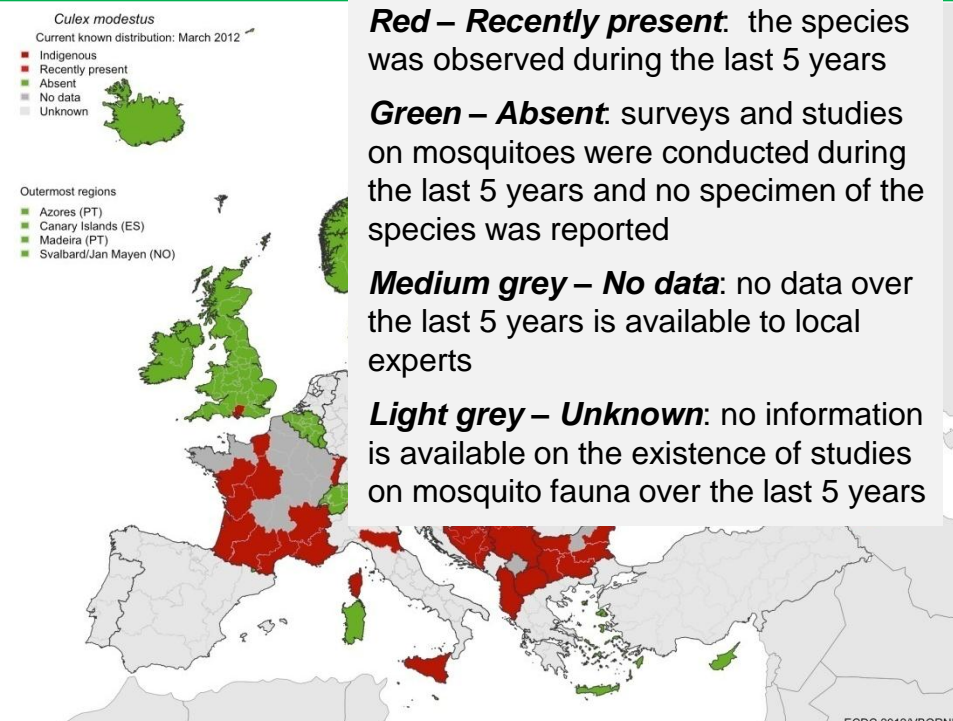 Culex modestus
Current known distribution: March 2012
Indigenous
Recently present
Absent
No data
Unknown
Outermost regions
Azores (PT)
Canary Islands (ES)
Madeira (PT)
Svalbard/Jan Mayen (NO)
Red – Recently present: the species
was observed during the last 5 years
Green – Absent: surveys and studies
on mosquitoes were conducted during
the last 5 years and no specimen of the
species was reported
Medium grey – No data: no data over
the last 5 years is available to local
experts
Light grey – Unknown: no information
is available on the existence of studies
on mosquito fauna over the last 5 years